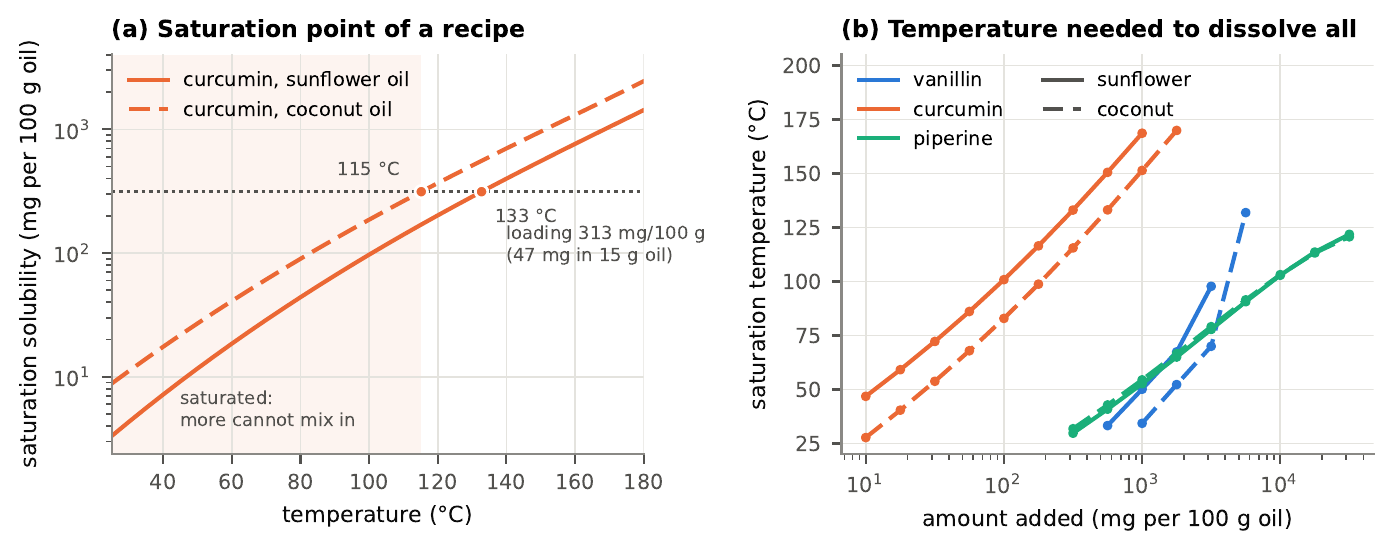 (a) Saturation point of a recipe
saturation solubility (mg per 100 g oil)
10³
10²
10¹
curcumin, sunflower oil
curcumin, coconut oil
115 °C
133 °C
loading 313 mg/100 g
(47 mg in 15 g oil)
saturated:
more cannot mix in
40 60 80 100 120 140 160 180
temperature (°C)
(b) Temperature needed to dissolve all
saturation temperature (°C)
200
175
150
125
100
75
50
25
vanillin
curcumin
piperine
sunflower
coconut
10¹ 10² 10³ 10⁴
amount added (mg per 100 g oil)